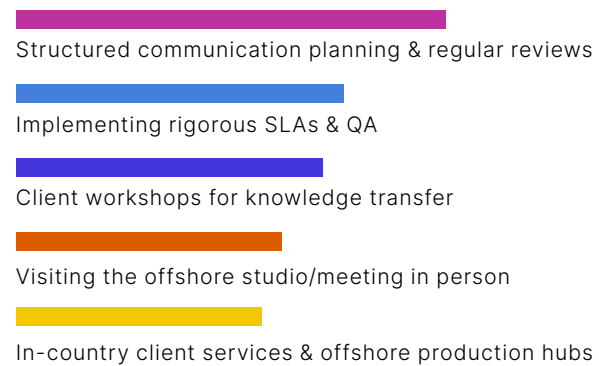 Structured communication planning & regular reviews
Implementing rigorous SLAs & QA
Client workshops for knowledge transfer
Visiting the offshore studio/meeting in person
In-country client services & offshore production hubs